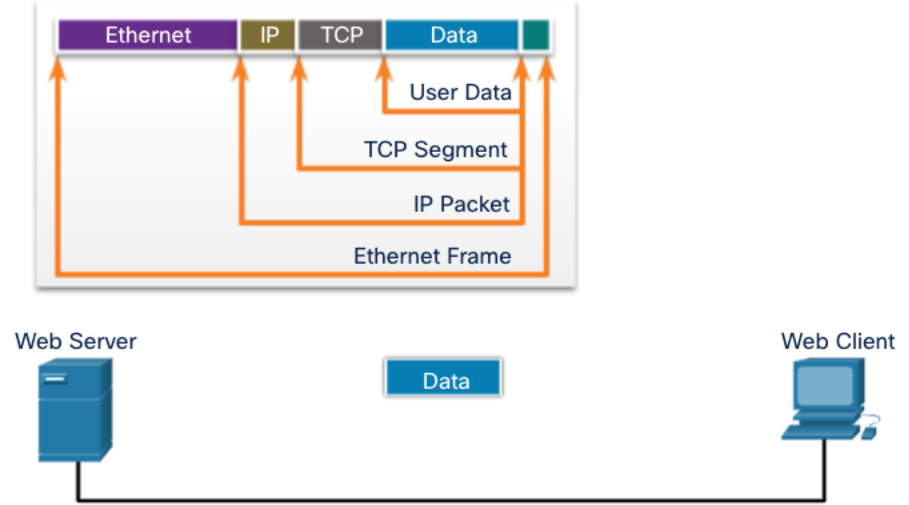 Ethernet IP TCP Data
User Data
TCP Segment
IP Packet
Ethernet Frame
Web Server
Web Client
Data